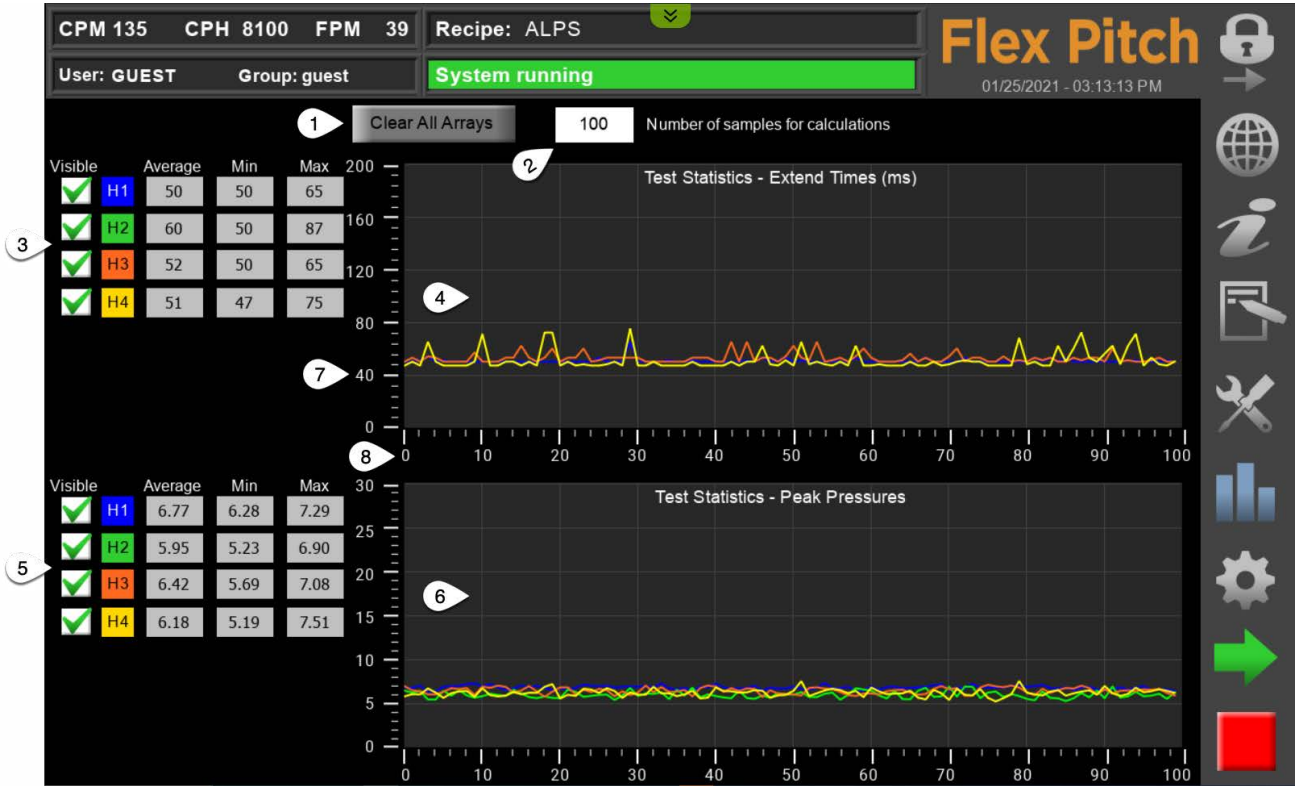 CPM 135 CPH 8100 FPM 39 Recipe: ALPS Flex Pitch
User: GUEST Group: guest System running 01/25/2021 - 03:13:13 PM
1 Clear All Arrays 100 Number of samples for calculations
2
Visible Average Min Max 200 Test Statistics - Extend Times (ms)
H1 50 50 65
H2 60 50 87 160
3
H3 52 50 65 120
H4 51 47 75 4
80
7 40
0
8 0 10 20 30 40 50 60 70 80 90 100
Visible Average Min Max 30 Test Statistics - Peak Pressures
H1 6.77 6.28 7.29
25
H2 5.95 5.23 6.90
5 H3 6.42 5.69 7.08 20
6
H4 6.18 5.19 7.51 15
10
5
0
0 10 20 30 40 50 60 70 80 90 100